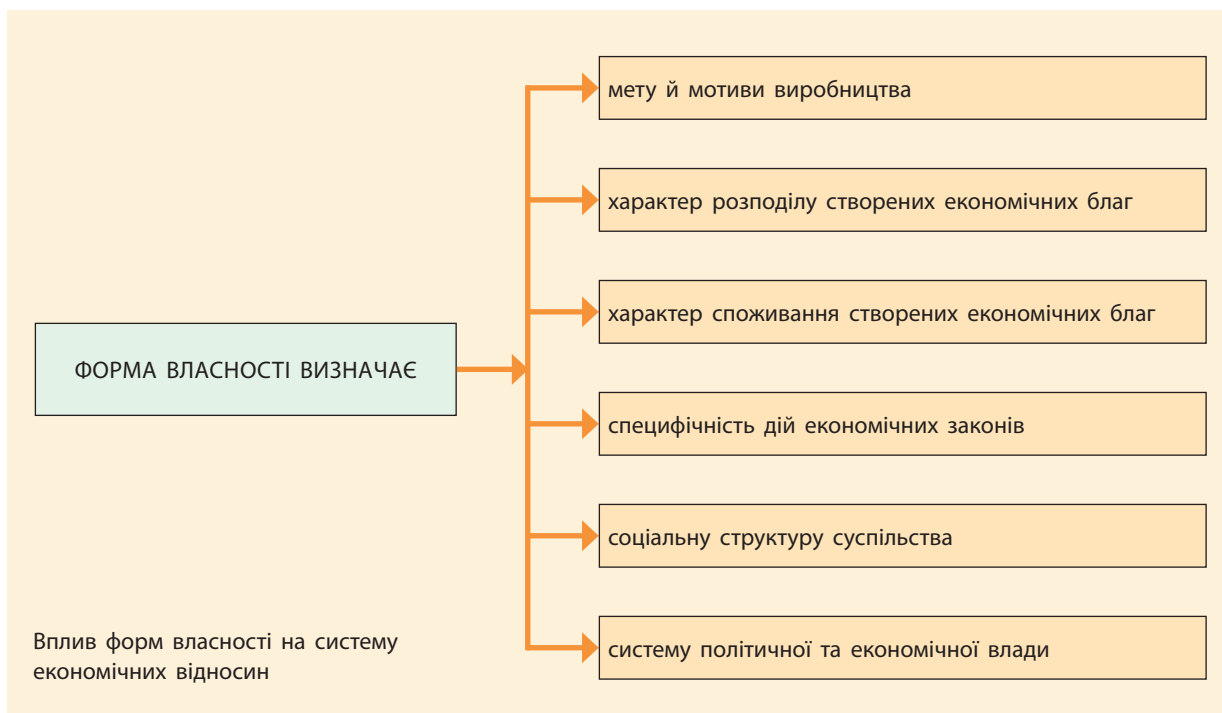 мету й мотиви виробництва
характер розподілу створених економічних благ
характер споживання створених економічних благ
ФОРМА ВЛАСНОСТІ ВИЗНАЧАЄ
специфічність дій економічних законів
соціальну структуру суспільства
систему політичної та економічної влади
Вплив форм власності на систему
економічних відносин